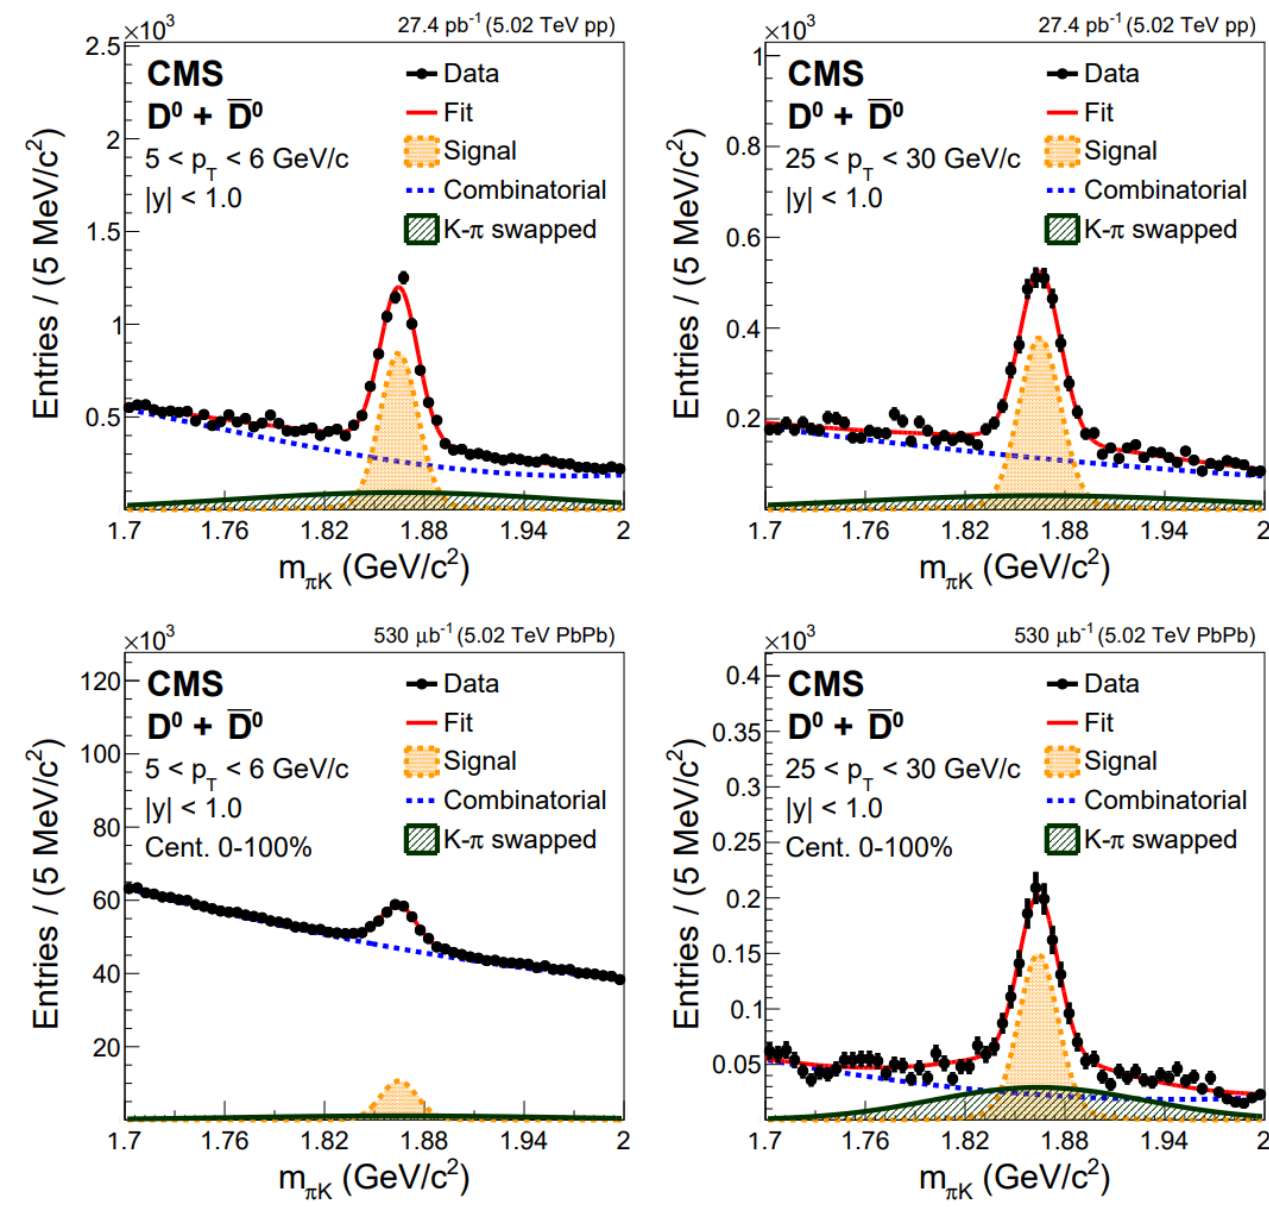 ×10³ 27.4 pb⁻¹ (5.02 TeV pp)
2.5
2
1.5
1
0.5
Entries / (5 MeV/c²)
CMS
D⁰ + D̅⁰
5 < p_T < 6 GeV/c
|y| < 1.0
Data
Fit
Signal
Combinatorial
K-π swapped
1.7 1.76 1.82 1.88 1.94 2
m_πK (GeV/c²)
×10³ 27.4 pb⁻¹ (5.02 TeV pp)
1
0.8
0.6
0.4
0.2
Entries / (5 MeV/c²)
CMS
D⁰ + D̅⁰
25 < p_T < 30 GeV/c
|y| < 1.0
Data
Fit
Signal
Combinatorial
K-π swapped
1.7 1.76 1.82 1.88 1.94 2
m_πK (GeV/c²)
×10³ 530 μb⁻¹ (5.02 TeV PbPb)
120
100
80
60
40
20
Entries / (5 MeV/c²)
CMS
D⁰ + D̅⁰
5 < p_T < 6 GeV/c
|y| < 1.0
Cent. 0-100%
Data
Fit
Signal
Combinatorial
K-π swapped
1.7 1.76 1.82 1.88 1.94 2
m_πK (GeV/c²)
×10³ 530 μb⁻¹ (5.02 TeV PbPb)
0.4
0.35
0.3
0.25
0.2
0.15
0.1
0.05
Entries / (5 MeV/c²)
CMS
D⁰ + D̅⁰
25 < p_T < 30 GeV/c
|y| < 1.0
Cent. 0-100%
Data
Fit
Signal
Combinatorial
K-π swapped
1.7 1.76 1.82 1.88 1.94 2
m_πK (GeV/c²)